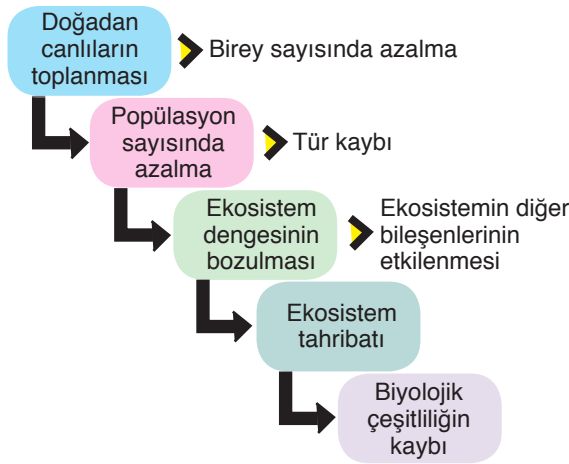 Doğadan
canlıların
toplanması
Birey sayısında azalma
Popülasyon
sayısında
azalma
Tür kaybı
Ekosistem
dengesinin
bozulması
Ekosistemin diğer
bileşenlerinin
etkilenmesi
Ekosistem
tahribatı
Biyolojik
çeşitliliğin
kaybı